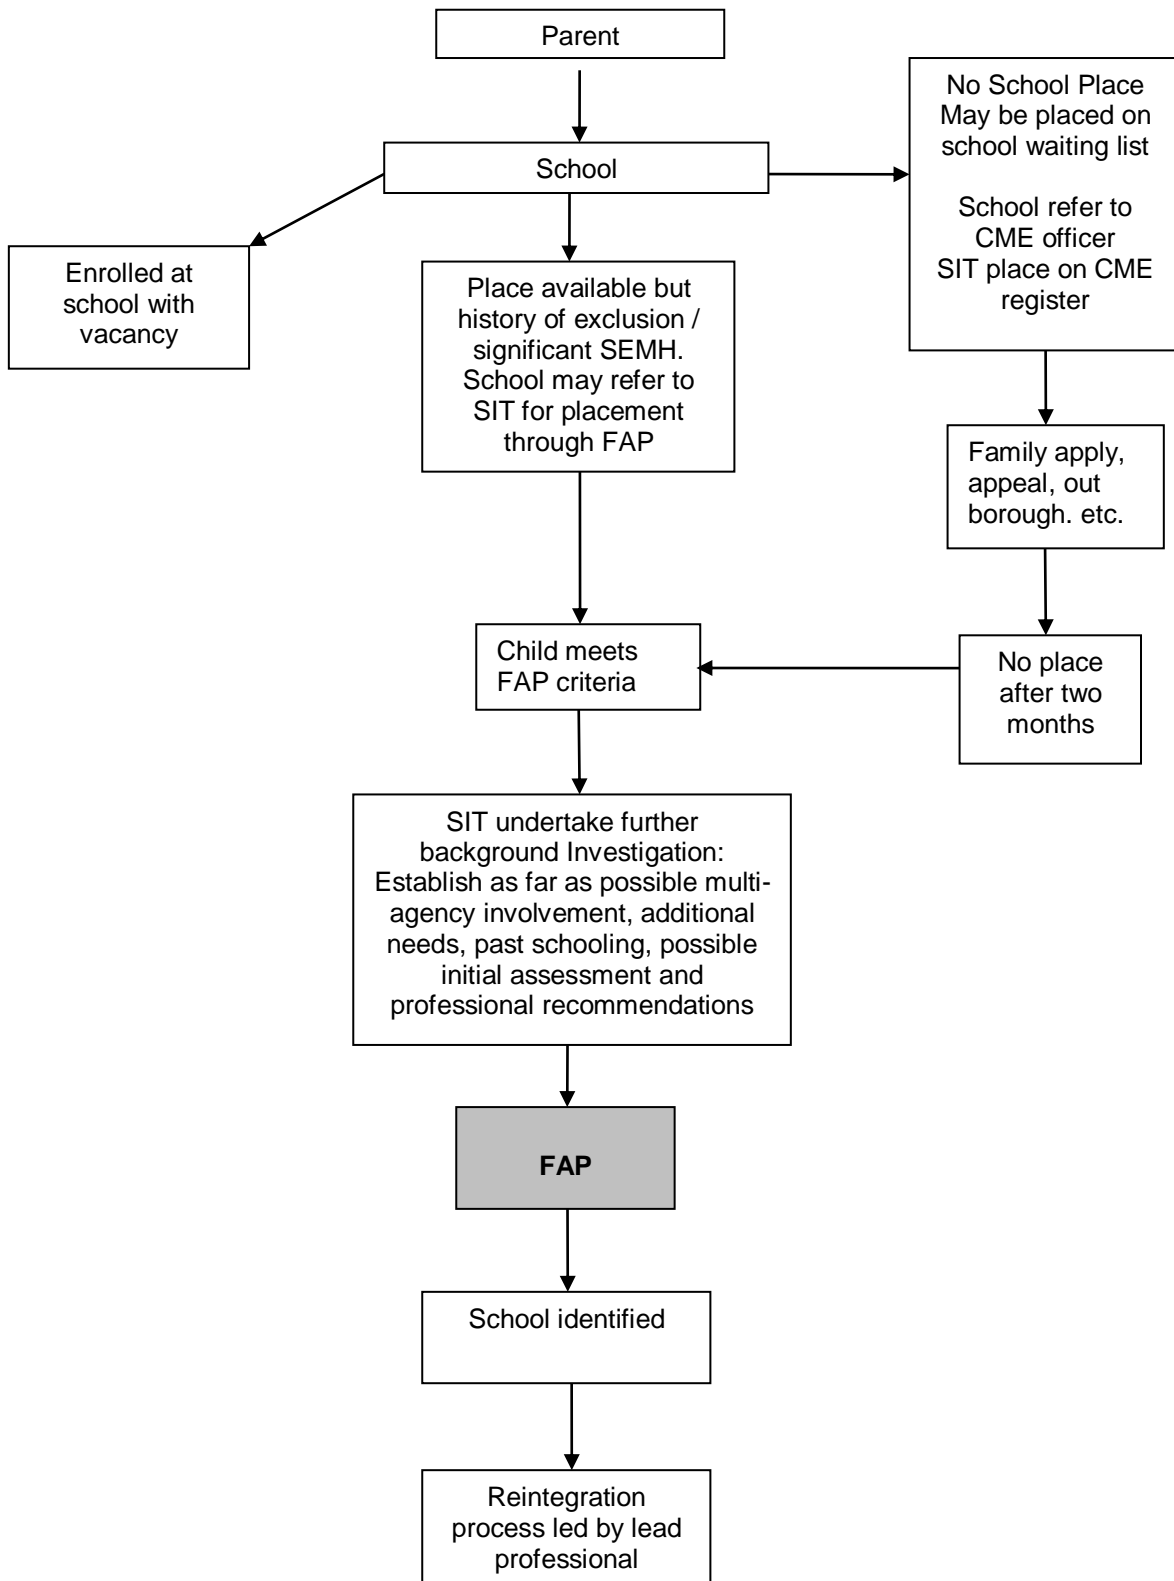 Parent
School
No School Place
May be placed on
school waiting list
School refer to
CME officer
SIT place on CME
register
Enrolled at
school with
vacancy
Place available but
history of exclusion /
significant SEMH.
School may refer to
SIT for placement
through FAP
Family apply,
appeal, out
borough. etc.
Child meets
FAP criteria
No place
after two
months
SIT undertake further
background Investigation:
Establish as far as possible multi-
agency involvement, additional
needs, past schooling, possible
initial assessment and
professional recommendations
FAP
School identified
Reintegration
process led by lead
professional